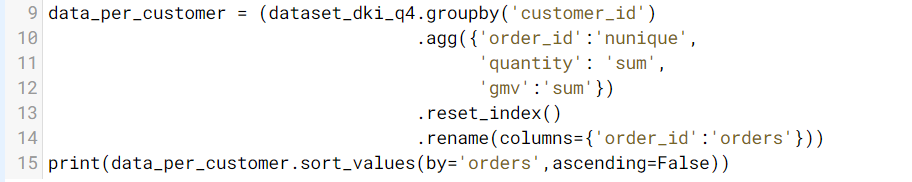 9 data_per_customer = (dataset_dki_q4.groupby('customer_id')
10 .agg({'order_id':'nunique',
11 'quantity': 'sum',
12 'gmv':'sum'})
13 .reset_index()
14 .rename(columns={'order_id':'orders'}))
15 print(data_per_customer.sort_values(by='orders',ascending=False))